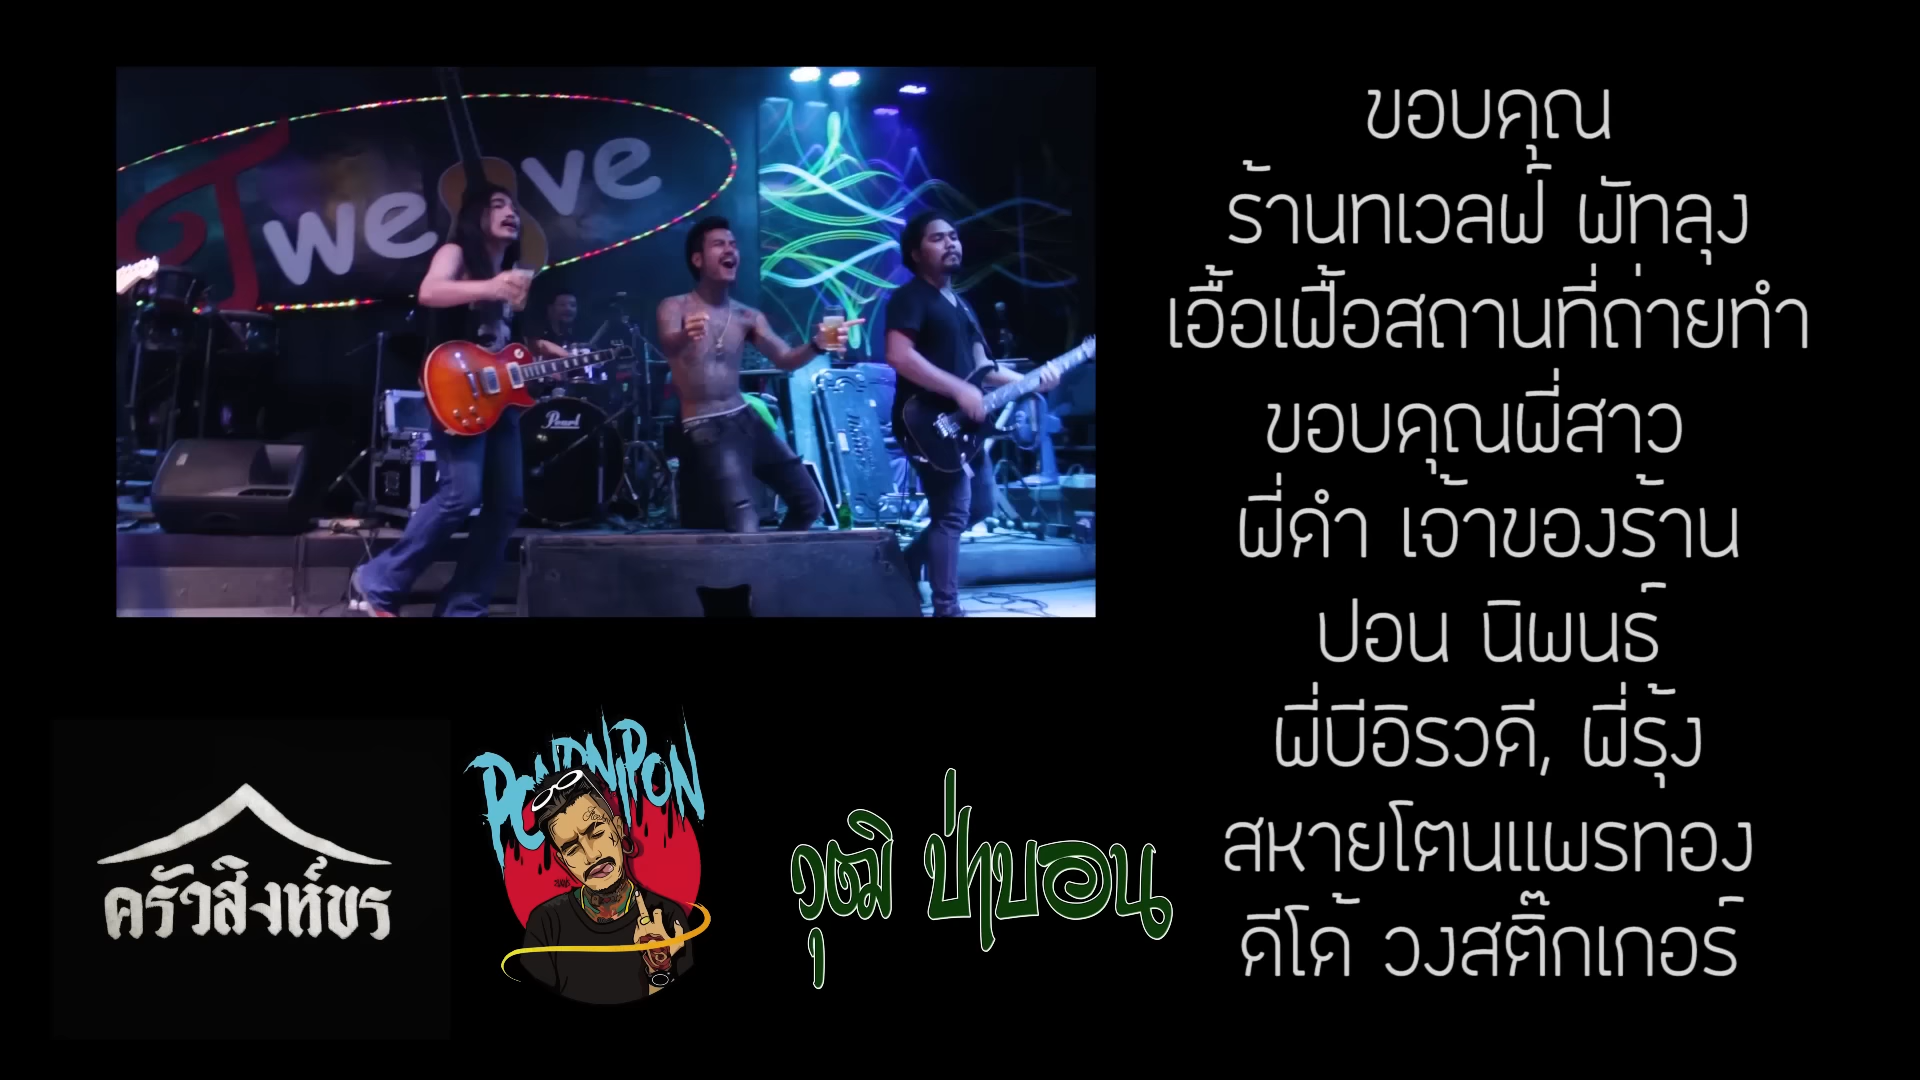 Twelve
Pearl
ขอบคุณ
ร้านทเวลฟ์ พัทลุง
เอื้อเฟื้อสถานที่ถ่ายทำ
ขอบคุณพี่สาว
พี่ดำ เจ้าของร้าน
ปอน นิพนธ์
พี่บีอิรวดี, พี่รุ้ง
สหายโตนแพรทอง
ดีโด้ วงสติ๊กเกอร์
ครัวสิงห์ขร
PONDNIPON
วุฒิ ป่าบอน